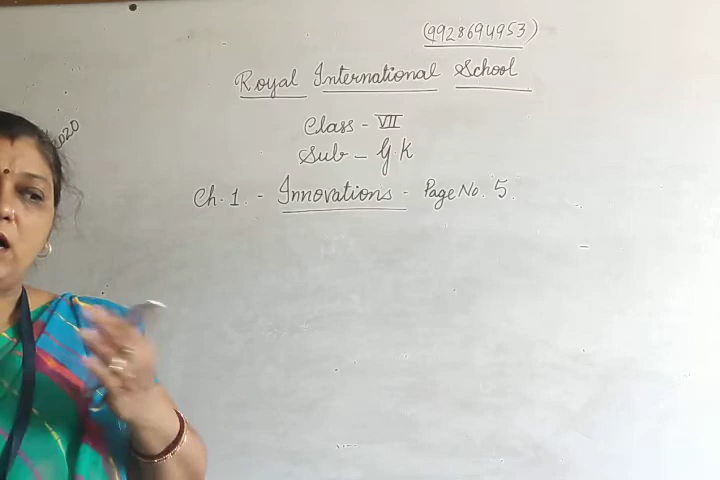 (9928694953)
Royal International School
Class - VII
Sub - G.K
Ch. 1. - Innovations - Page No. 5.